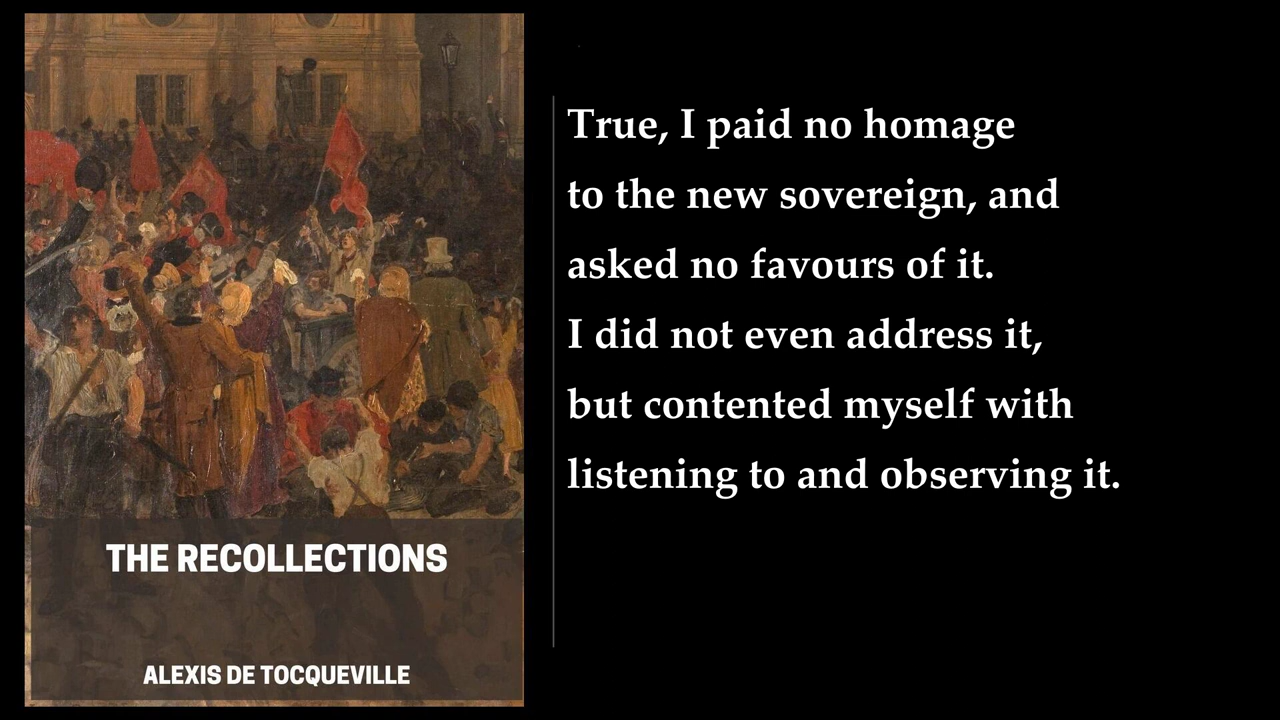 THE RECOLLECTIONS
ALEXIS DE TOCQUEVILLE
True, I paid no homage
to the new sovereign, and
asked no favours of it.
I did not even address it,
but contented myself with
listening to and observing it.